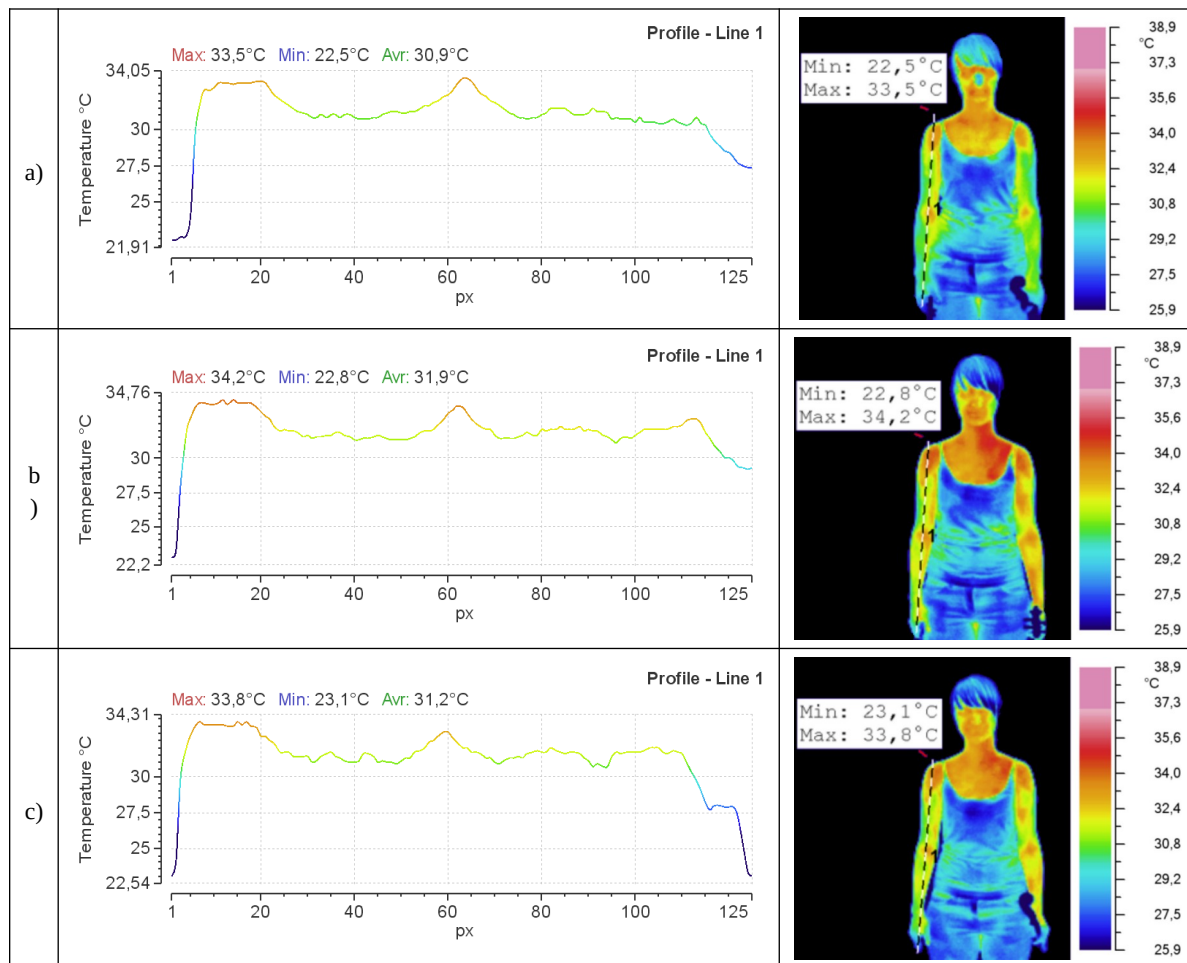 a)
Profile - Line 1
Max: 33,5°C Min: 22,5°C Avr: 30,9°C
Temperature °C
34,05
30
27,5
25
21,91
1 20 40 60 80 100 125
px
Min: 22,5°C
Max: 33,5°C
1
38,9
°C
37,3
35,6
34,0
32,4
30,8
29,2
27,5
25,9
b
)
Profile - Line 1
Max: 34,2°C Min: 22,8°C Avr: 31,9°C
Temperature °C
34,76
30
27,5
25
22,2
1 20 40 60 80 100 125
px
Min: 22,8°C
Max: 34,2°C
1
38,9
°C
37,3
35,6
34,0
32,4
30,8
29,2
27,5
25,9
c)
Profile - Line 1
Max: 33,8°C Min: 23,1°C Avr: 31,2°C
Temperature °C
34,31
30
27,5
25
22,54
1 20 40 60 80 100 125
px
Min: 23,1°C
Max: 33,8°C
1
38,9
°C
37,3
35,6
34,0
32,4
30,8
29,2
27,5
25,9